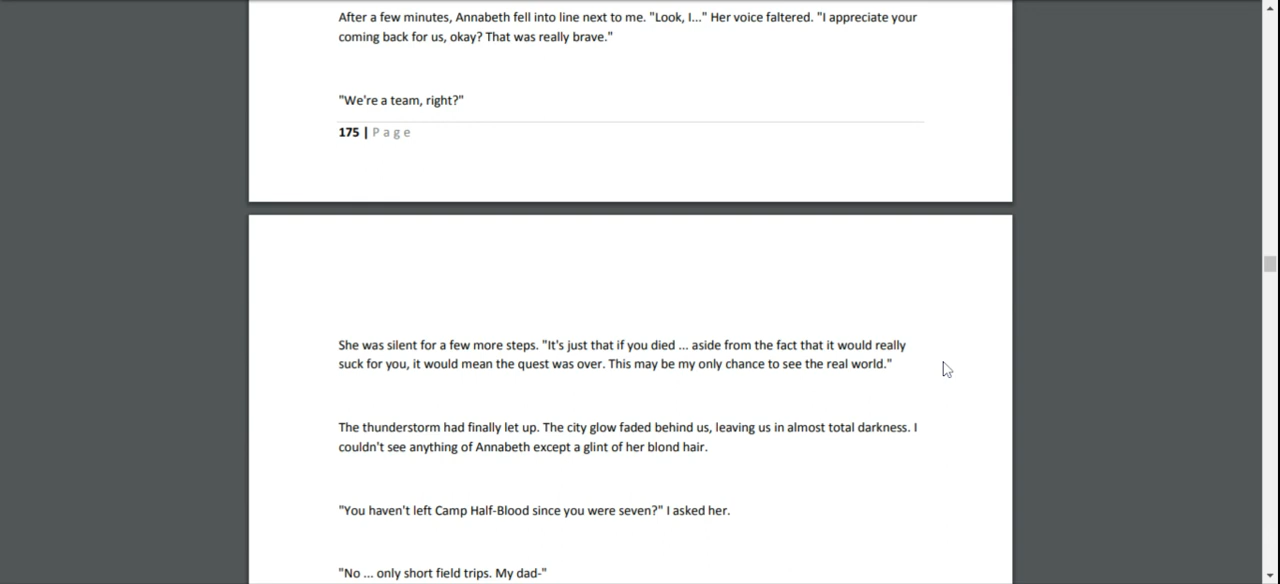 After a few minutes, Annabeth fell into line next to me. "Look, I..." Her voice faltered. "I appreciate your
coming back for us, okay? That was really brave."
"We're a team, right?"
175 | Page
She was silent for a few more steps. "It's just that if you died ... aside from the fact that it would really
suck for you, it would mean the quest was over. This may be my only chance to see the real world."
The thunderstorm had finally let up. The city glow faded behind us, leaving us in almost total darkness. I
couldn't see anything of Annabeth except a glint of her blond hair.
"You haven't left Camp Half-Blood since you were seven?" I asked her.
"No ... only short field trips. My dad-"